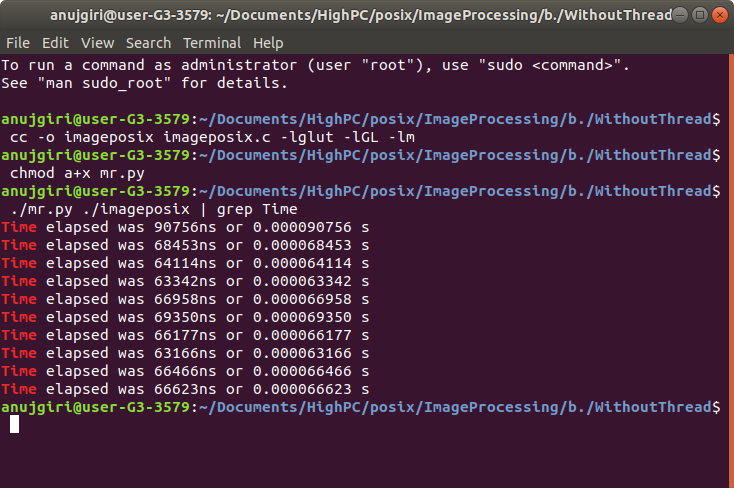 anujgiri@user-G3-3579: ~/Documents/HighPC/posix/ImageProcessing/b./WithoutThread
File Edit View Search Terminal Help
To run a command as administrator (user "root"), use "sudo <command>".
See "man sudo_root" for details.
anujgiri@user-G3-3579:~/Documents/HighPC/posix/ImageProcessing/b./WithoutThread$
cc -o imageposix imageposix.c -lglut -lGL -lm
anujgiri@user-G3-3579:~/Documents/HighPC/posix/ImageProcessing/b./WithoutThread$
chmod a+x mr.py
anujgiri@user-G3-3579:~/Documents/HighPC/posix/ImageProcessing/b./WithoutThread$
./mr.py ./imageposix | grep Time
Time elapsed was 90756ns or 0.000090756 s
Time elapsed was 68453ns or 0.000068453 s
Time elapsed was 64114ns or 0.000064114 s
Time elapsed was 63342ns or 0.000063342 s
Time elapsed was 66958ns or 0.000066958 s
Time elapsed was 69350ns or 0.000069350 s
Time elapsed was 66177ns or 0.000066177 s
Time elapsed was 63166ns or 0.000063166 s
Time elapsed was 66466ns or 0.000066466 s
Time elapsed was 66623ns or 0.000066623 s
anujgiri@user-G3-3579:~/Documents/HighPC/posix/ImageProcessing/b./WithoutThread$